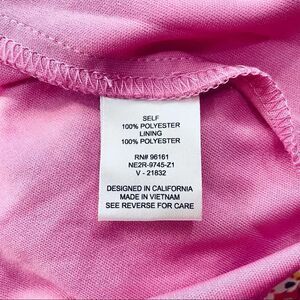 SELF
100% POLYESTER
LINING
100% POLYESTER
RN# 96161
NE2R-9745-Z1
V - 21832
DESIGNED IN CALIFORNIA
MADE IN VIETNAM
SEE REVERSE FOR CARE